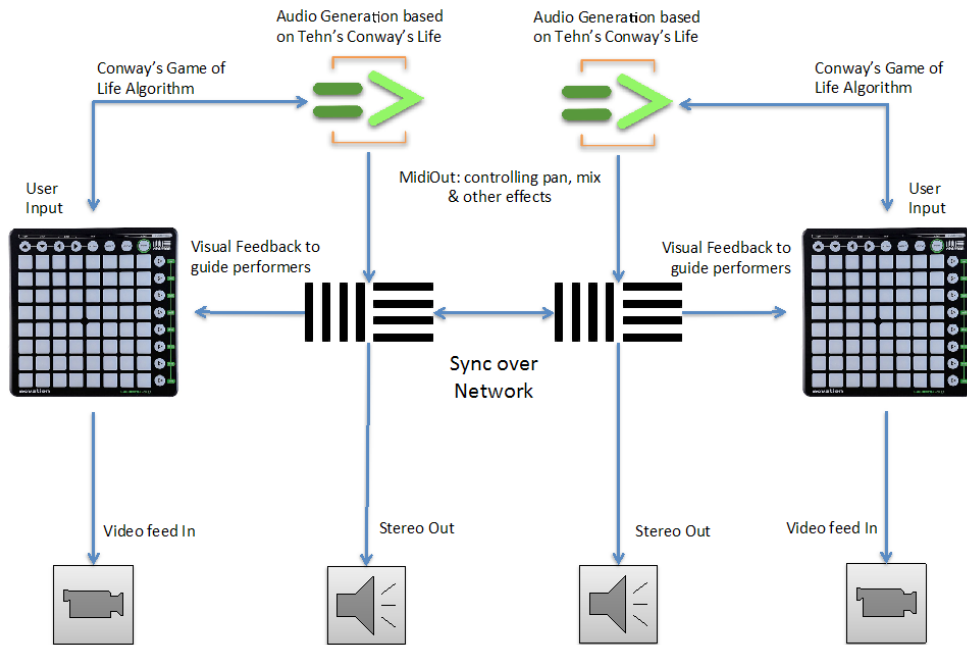 Audio Generation based
on Tehn's Conway's Life
Audio Generation based
on Tehn's Conway's Life
Conway's Game of
Life Algorithm
Conway's Game of
Life Algorithm
MidiOut: controlling pan, mix
& other effects
User
Input
User
Input
Visual Feedback to
guide performers
Visual Feedback to
guide performers
Sync over
Network
novation
novation
Video feed In
Stereo Out
Stereo Out
Video feed In